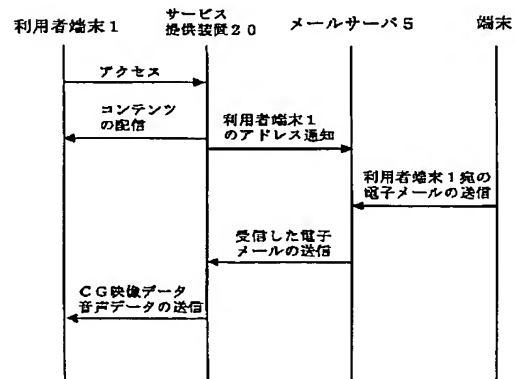 利用者端末1
サービス
提供装置20
メールサーバ5
端末
アクセス
コンテンツ
の配信
利用者端末1
のアドレス通知
利用者端末1宛の
電子メールの送信
受信した電子
メールの送信
CG映像データ
音声データの送信